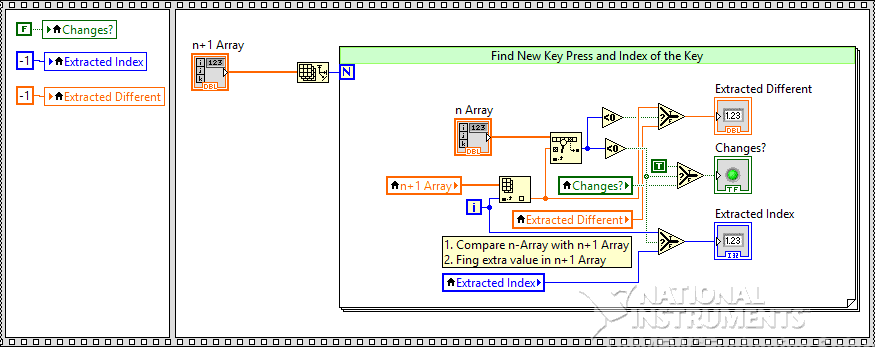 F
Changes?
-1
Extracted Index
-1
Extracted Different
n+1 Array
i
j
k
123
DBL
N
Find New Key Press and Index of the Key
n Array
i
j
k
123
DBL
<0
<0
T
?
F
Extracted Different
1.23
DBL
T
Changes?
TF
n+1 Array
Changes?
?
F
i
Extracted Different
Extracted Index
1.23
I32
1. Compare n-Array with n+1 Array
2. Fing extra value in n+1 Array
?
F
Extracted Index
NATIONAL
INSTRUMENTS